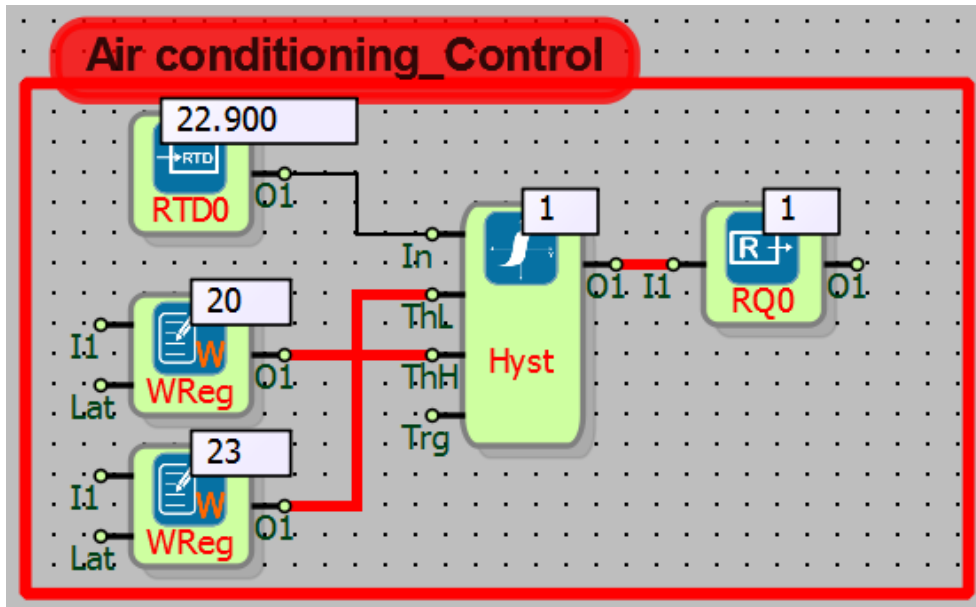 Air conditioning_Control
22.900
RTD
RTD0
O1
1
1
In
R
O1
I1
RQ0
O1
20
I1
W
ThL
Hyst
WReg
O1
ThH
Lat
Trg
23
I1
W
WReg
O1
Lat